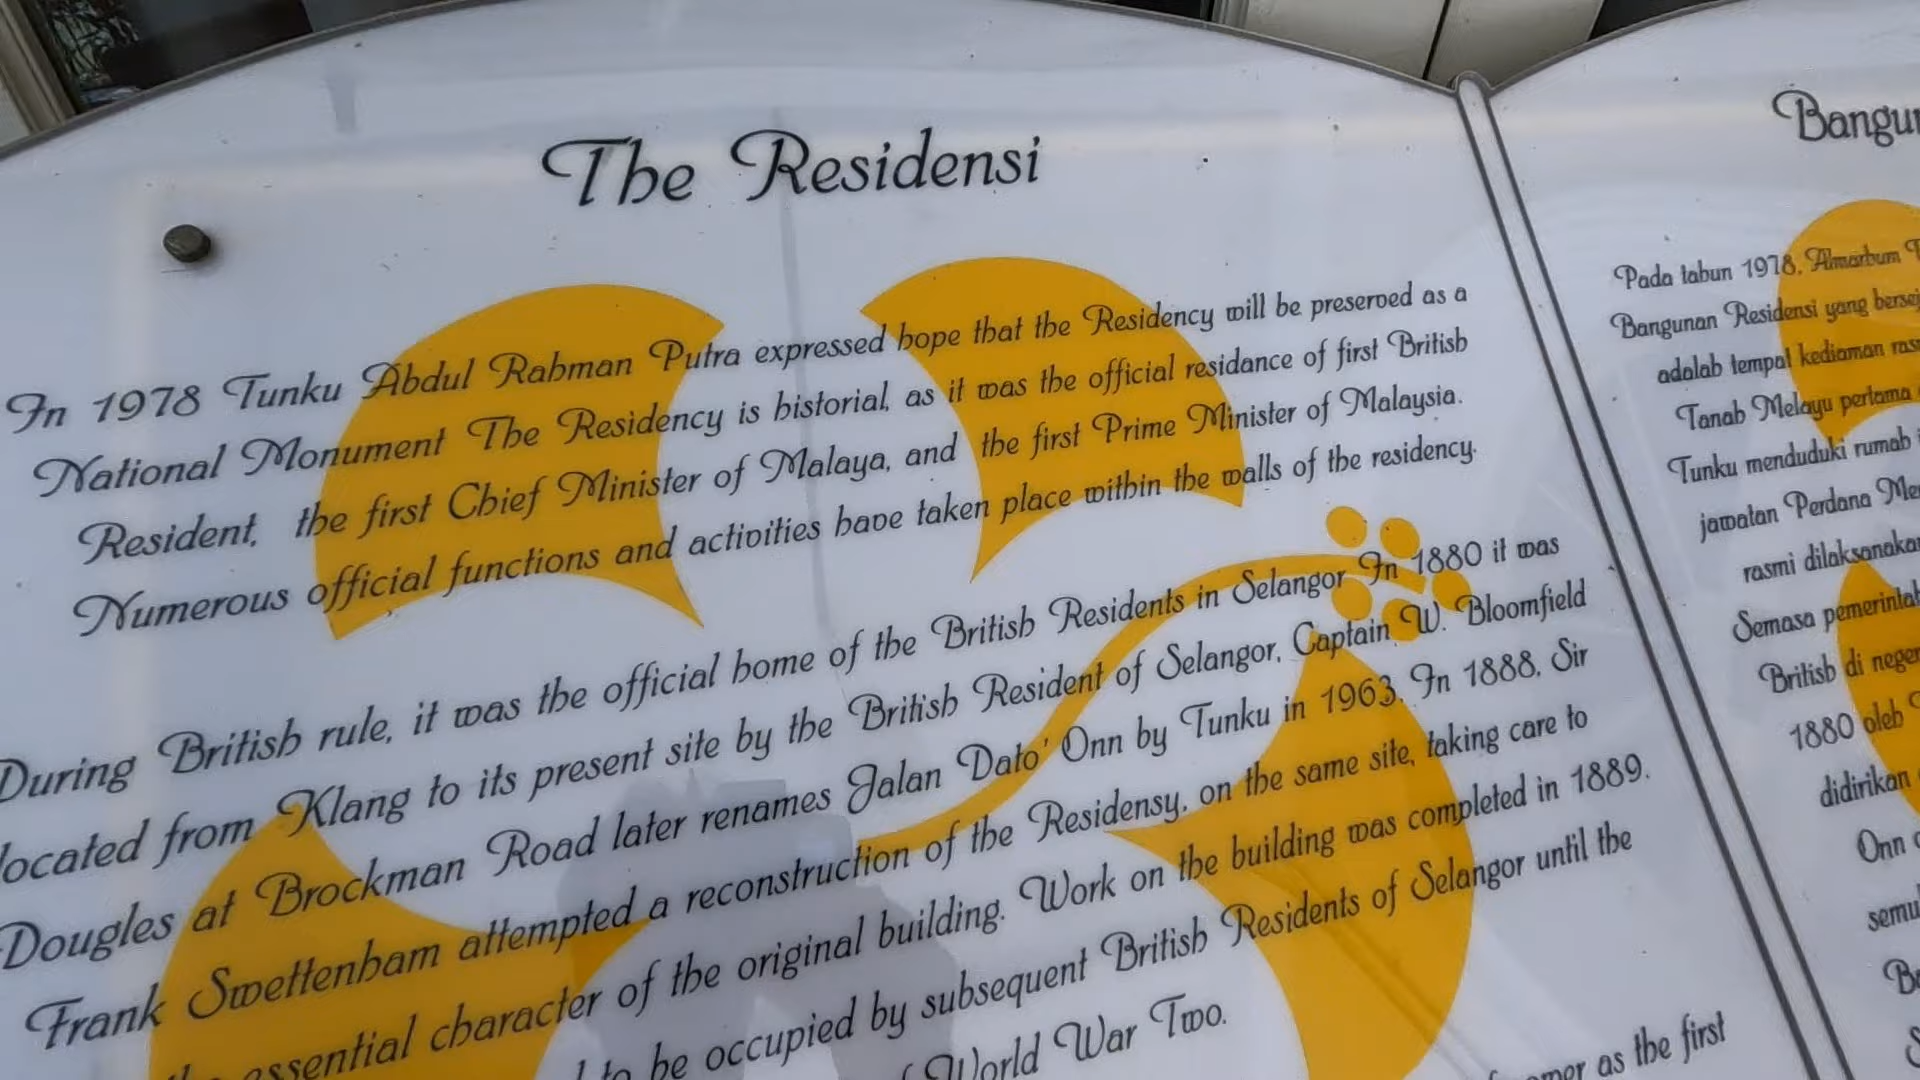 The Residensi
In 1978 Tunku Abdul Rahman Putra expressed hope that the Residency will be preserved as a
National Monument The Residency is historial, as it was the official residance of first British
Resident, the first Chief Minister of Malaya, and the first Prime Minister of Malaysia.
Numerous official functions and activities have taken place within the walls of the residency.
During British rule, it was the official home of the British Residents in Selangor In 1880 it was
located from Klang to its present site by the British Resident of Selangor, Captain W. Bloomfield
Dougles at Brockman Road later renames Jalan Dato' Onn by Tunku in 1963. In 1888, Sir
Frank Swettenham attempted a reconstruction of the Residensy, on the same site, taking care to
essential character of the original building. Work on the building was completed in 1889.
to be occupied by subsequent British Residents of Selangor until the
World War Two.
as the first
Pada tahun 1978, Almarhum
Bangunan Residensi yang
adalah tempat kediaman
Tanah Melayu pertama
Tunku menduduki rumah
jawatan Perdana
rasmi
Semasa
British di
1880 oleh
didirikan
Onn